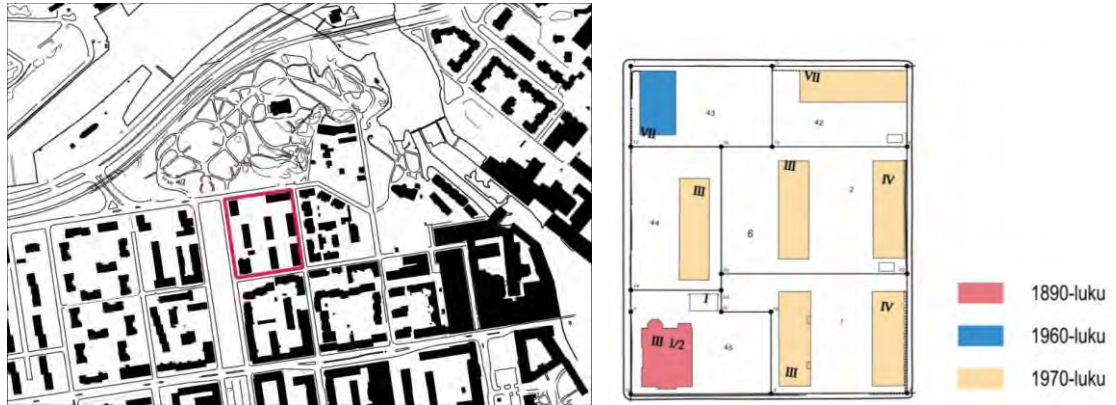 VII
43
42
VII
III
III
IV
2
44
6
I
III I/2
45
III
1
IV
1890-luku
1960-luku
1970-luku